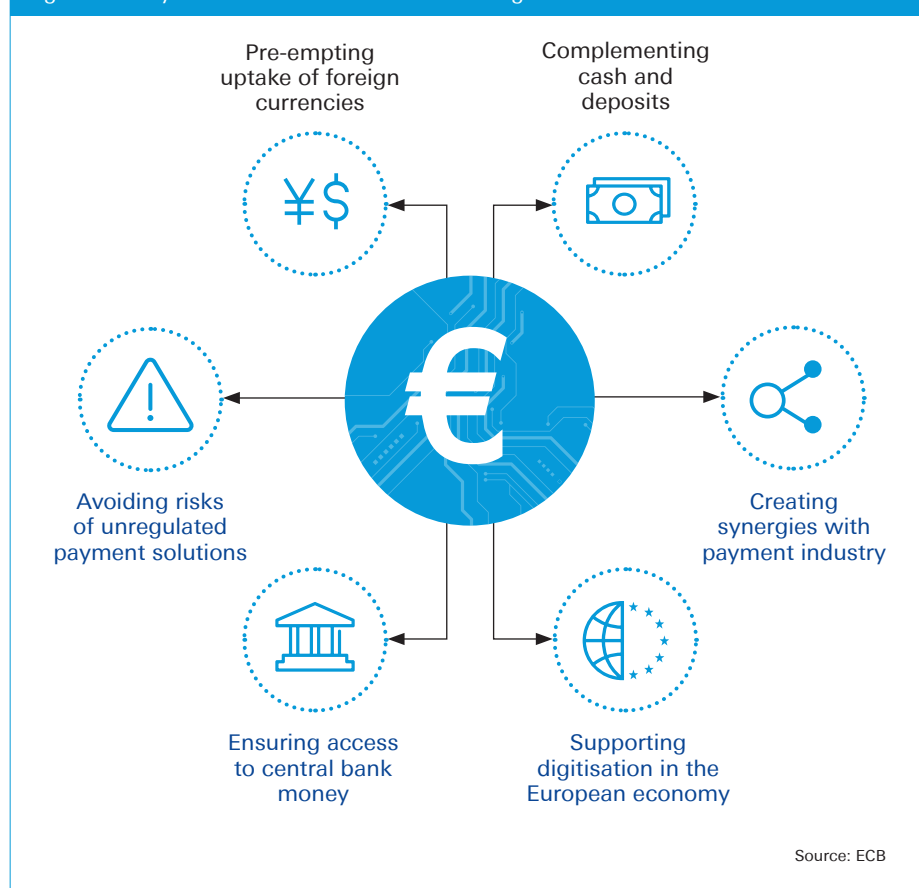 Pre-empting
uptake of foreign
currencies
Complementing
cash and
deposits
¥$
€
Avoiding risks
of unregulated
payment solutions
Creating
synergies with
payment industry
Ensuring access
to central bank
money
Supporting
digitisation in the
European economy
Source: ECB